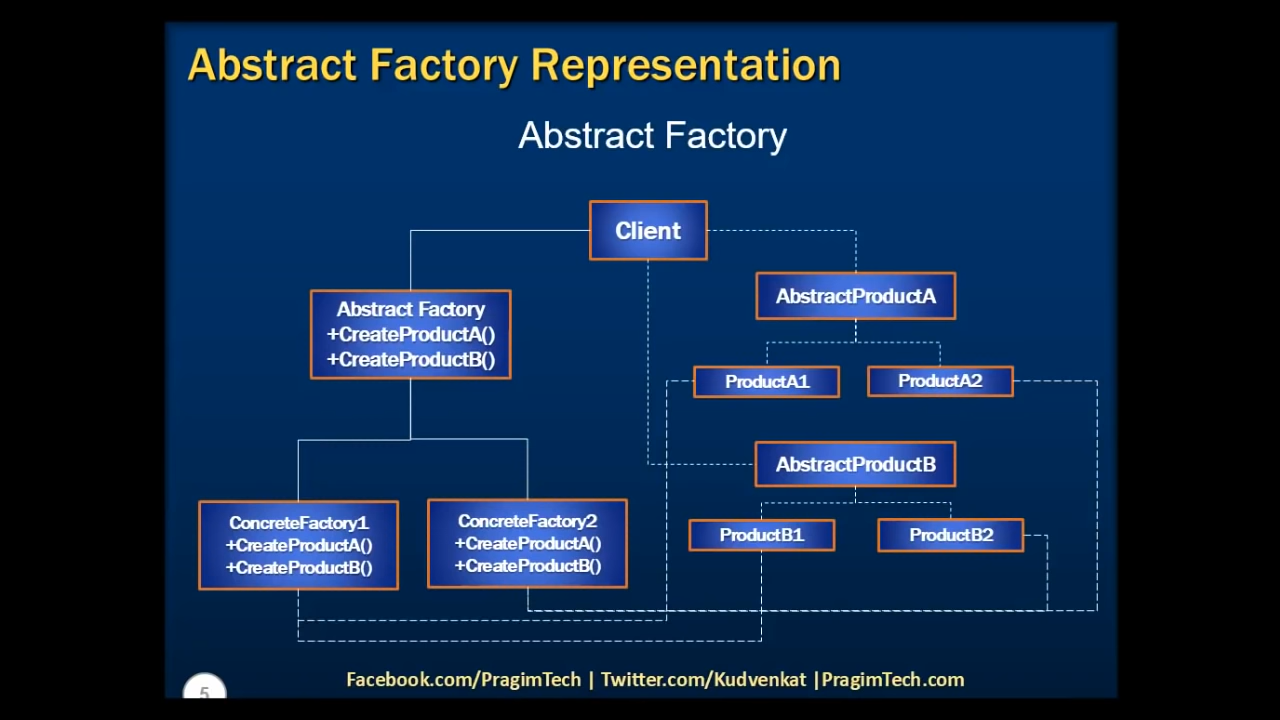 Abstract Factory Representation
Abstract Factory
Client
Abstract Factory
+CreateProductA()
+CreateProductB()
AbstractProductA
ProductA1
ProductA2
AbstractProductB
ProductB1
ProductB2
ConcreteFactory1
+CreateProductA()
+CreateProductB()
ConcreteFactory2
+CreateProductA()
+CreateProductB()
5
Facebook.com/PragimTech | Twitter.com/Kudvenkat |PragimTech.com